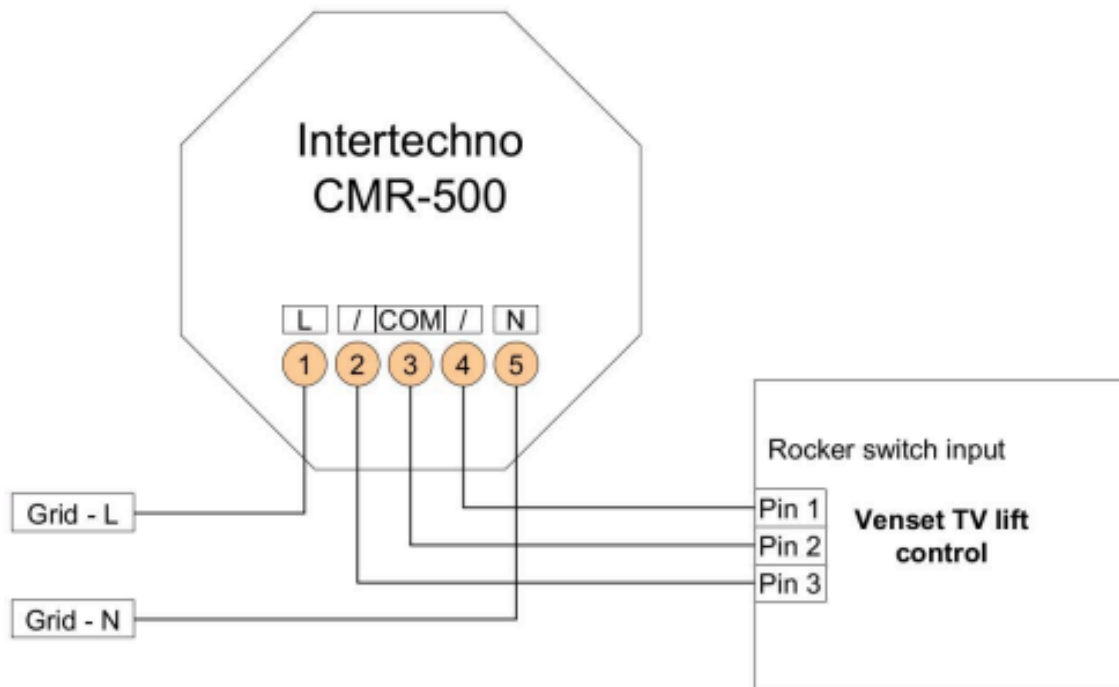 Intertechno
CMR-500
L / COM / N
1 2 3 4 5
Rocker switch input
Grid - L
Pin 1
Venset TV lift
control
Pin 2
Pin 3
Grid - N